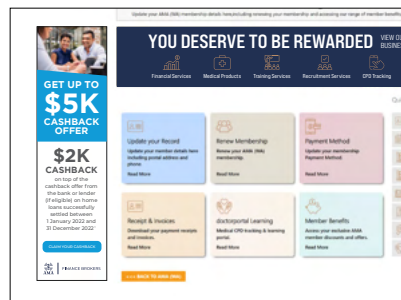 Update your AMA (WA) membership details here,including renewing your membership and accessing our range of member benefits
YOU DESERVE TO BE REWARDED
VIEW OU
BUSINE
Financial Services
Medical Products
Training Services
Recruitment Services
CPD Tracking
GET UP TO
$5K
CASHBACK
OFFER
$2K
CASHBACK
on top of the
cashback offer from
the bank or lender
(if eligible) on home
loans successfully
settled between
1 January 2022 and
31 December 2022*
CLAIM YOUR CASHBACK
AMA
FINANCE BROKERS
Qui
Update your Record
Update your member details here
including postal address and
phone.
Read More
Renew Membership
Renew your AMA (WA)
membership.
Read More
Payment Method
Update your membership
Payment Method.
Read More
Receipt & Invoices
Download your payment receipts
and invoices.
Read More
doctorportal Learning
Medical CPD tracking & learning
portal.
Read More
Member Benefits
Access your exclusive AMA
member discounts and offers.
Read More
<<< BACK TO AMA (WA)